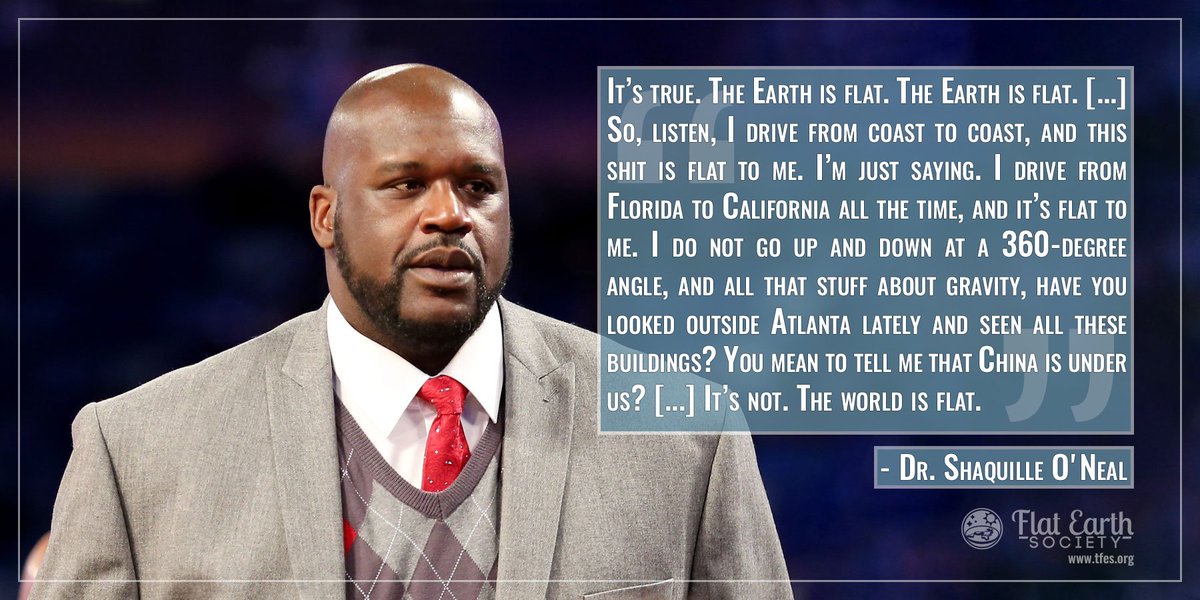 It's true. The Earth is flat. The Earth is flat. [...]
So, listen, I drive from coast to coast, and this
shit is flat to me. I'm just saying. I drive from
Florida to California all the time, and it's flat to
me. I do not go up and down at a 360-degree
angle, and all that stuff about gravity, have you
looked outside Atlanta lately and seen all these
buildings? You mean to tell me that China is under
us? [...] It's not. The world is flat.
- Dr. Shaquille O'Neal
Flat Earth
SOCIETY
www.tfes.org